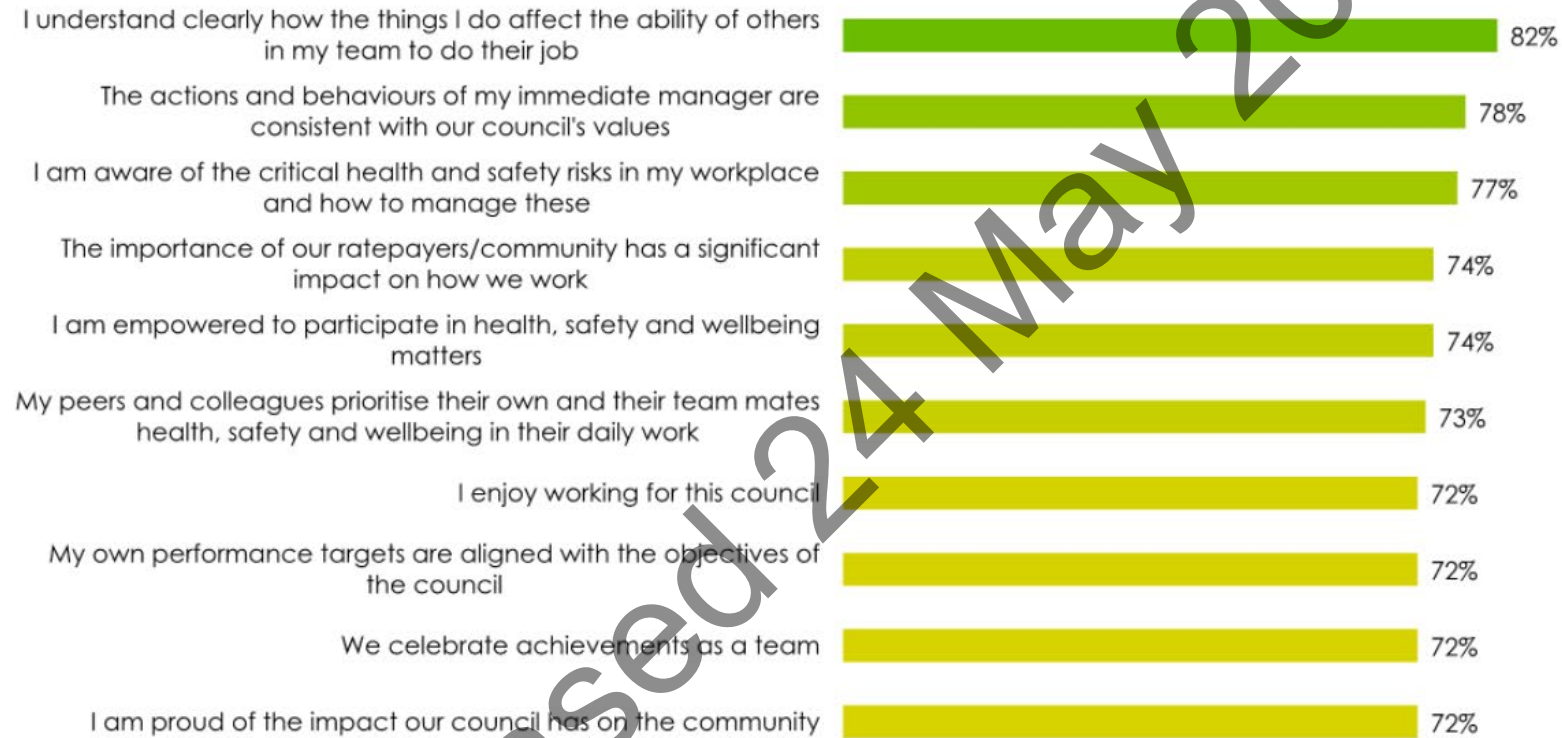 I understand clearly how the things I do affect the ability of others
in my team to do their job
82%
The actions and behaviours of my immediate manager are
consistent with our council's values
78%
I am aware of the critical health and safety risks in my workplace
and how to manage these
77%
The importance of our ratepayers/community has a significant
impact on how we work
74%
I am empowered to participate in health, safety and wellbeing
matters
74%
My peers and colleagues prioritise their own and their team mates
health, safety and wellbeing in their daily work
73%
I enjoy working for this council
72%
My own performance targets are aligned with the objectives of
the council
72%
We celebrate achievements as a team
72%
I am proud of the impact our council has on the community
72%
24 May